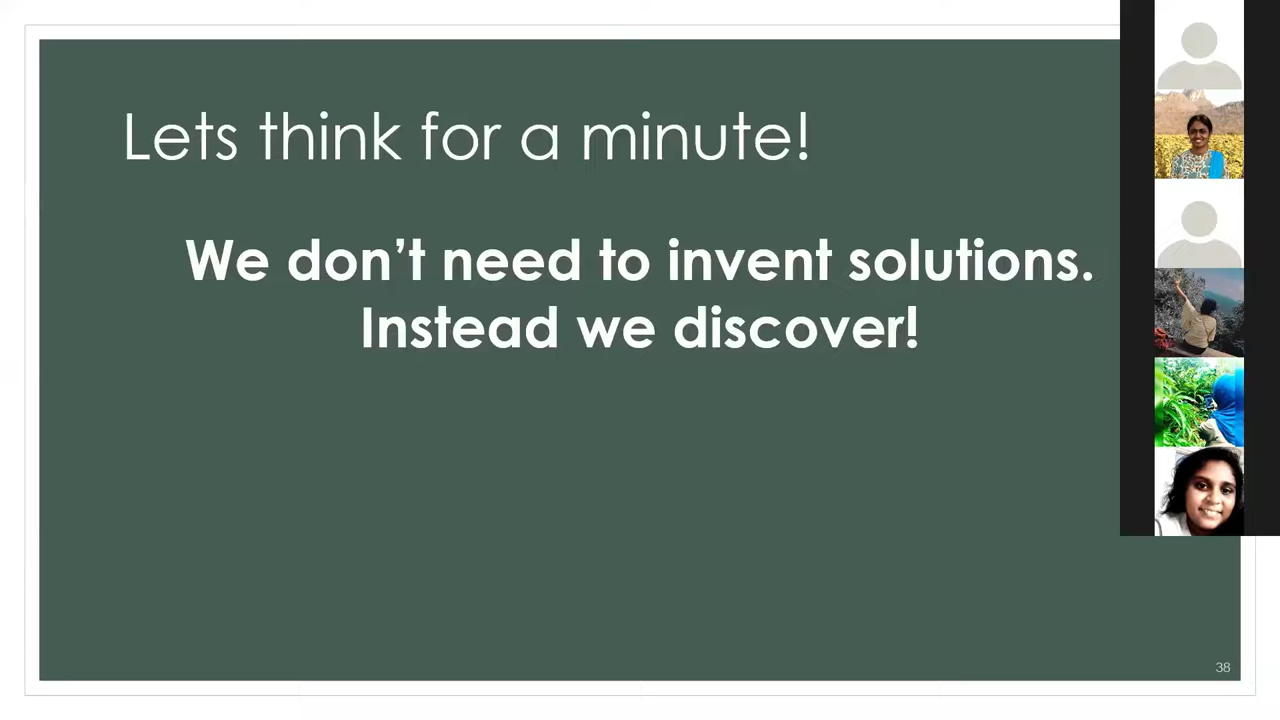 Lets think for a minute!
We don’t need to invent solutions.
Instead we discover!
38